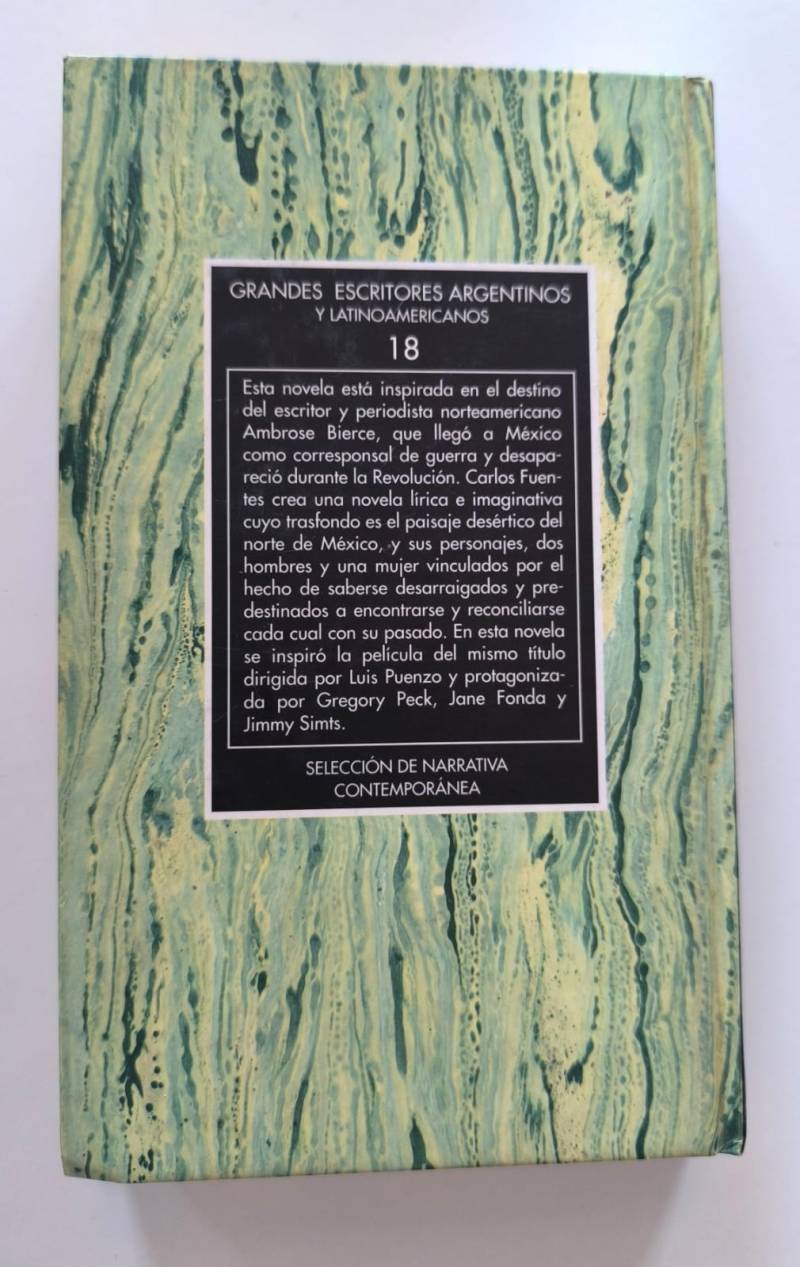 GRANDES ESCRITORES ARGENTINOS
Y LATINOAMERICANOS
18
Esta novela está inspirada en el destino
del escritor y periodista norteamericano
Ambrose Bierce, que llegó a México
como corresponsal de guerra y desapa-
reció durante la Revolución. Carlos Fuen-
tes crea una novela lírica e imaginativa
cuyo trasfondo es el paisaje desértico del
norte de México, y sus personajes, dos
hombres y una mujer vinculados por el
hecho de saberse desarraigados y pre-
destinados a encontrarse y reconciliarse
cada cual con su pasado. En esta novela
se inspiró la película del mismo título
dirigida por Luis Puenzo y protagoniza-
da por Gregory Peck, Jane Fonda y
Jimmy Simts.
SELECCIÓN DE NARRATIVA
CONTEMPORÁNEA